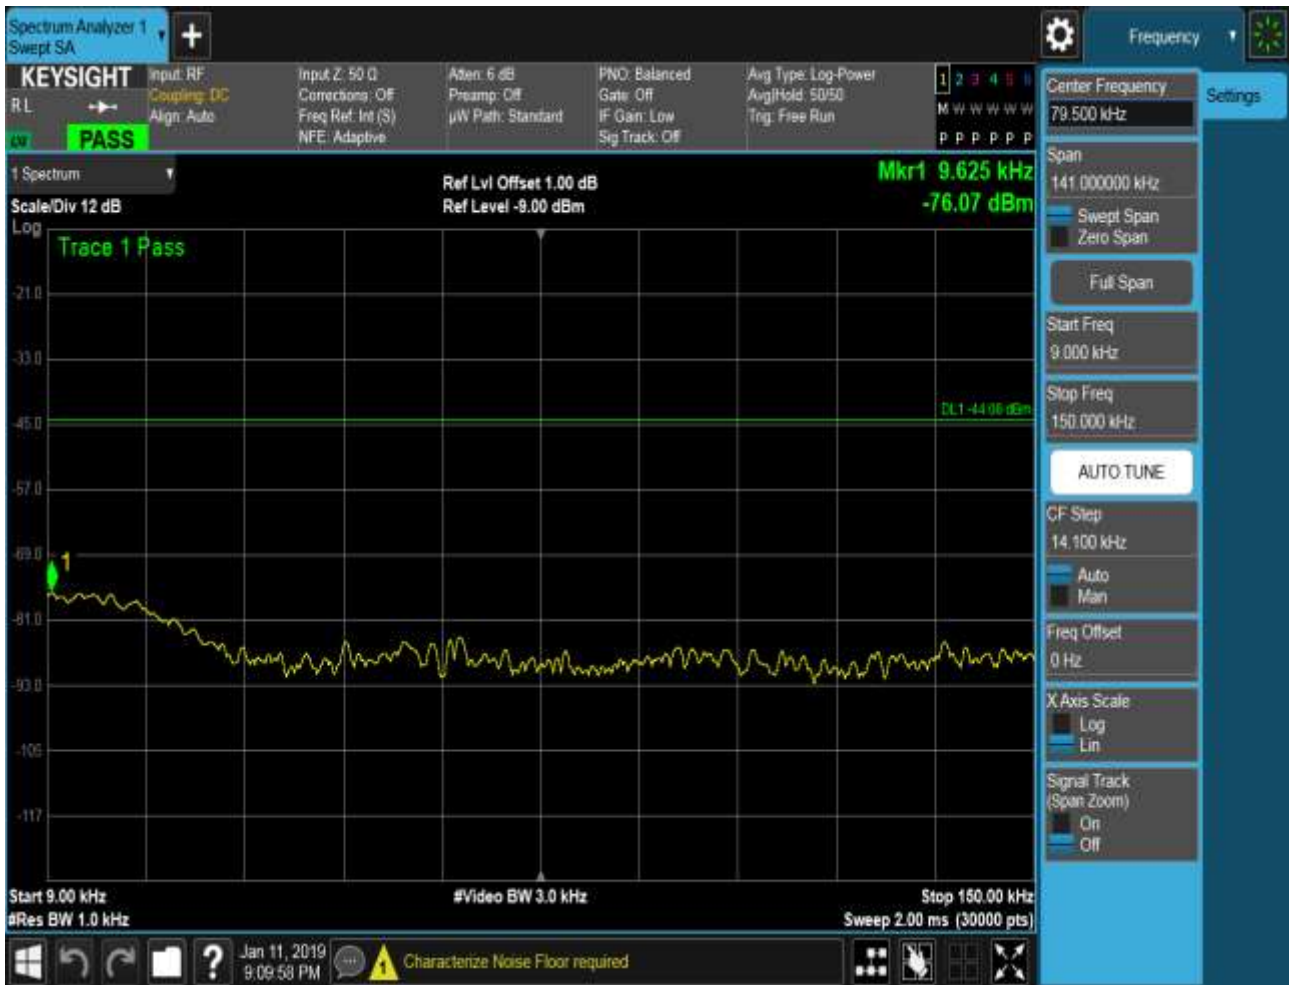 Spectrum Analyzer 1
Swept SA
+
Frequency
KEYSIGHT
R L
PASS
Input: RF
Coupling: DC
Align: Auto
Input Z: 50 Ω
Corrections: Off
Freq Ref: Int (S)
NFE: Adaptive
Atten: 6 dB
Preamp: Off
µW Path: Standard
PNO: Balanced
Gate: Off
IF Gain: Low
Sig Track: Off
Avg Type: Log-Power
Avg|Hold: 50/50
Trig: Free Run
1 2 3 4 5 6
M W W W W W
P P P P P P
1 Spectrum
Scale/Div 12 dB
Log
Ref Lvl Offset 1.00 dB
Ref Level -9.00 dBm
Mkr1 9.625 kHz
-76.07 dBm
Trace 1 Pass
-21.0
-33.0
DL1 -44.06 dBm
-45.0
-57.0
-69.0
1
-81.0
-93.0
-105
-117
Start 9.00 kHz
#Res BW 1.0 kHz
#Video BW 3.0 kHz
Stop 150.00 kHz
Sweep 2.00 ms (30000 pts)
Center Frequency
79.500 kHz
Settings
Span
141.000000 kHz
Swept Span
Zero Span
Full Span
Start Freq
9.000 kHz
Stop Freq
150.000 kHz
AUTO TUNE
CF Step
14.100 kHz
Auto
Man
Freq Offset
0 Hz
X Axis Scale
Log
Lin
Signal Track
(Span Zoom)
On
Off
?
Jan 11, 2019
9:09:58 PM
1
Characterize Noise Floor required